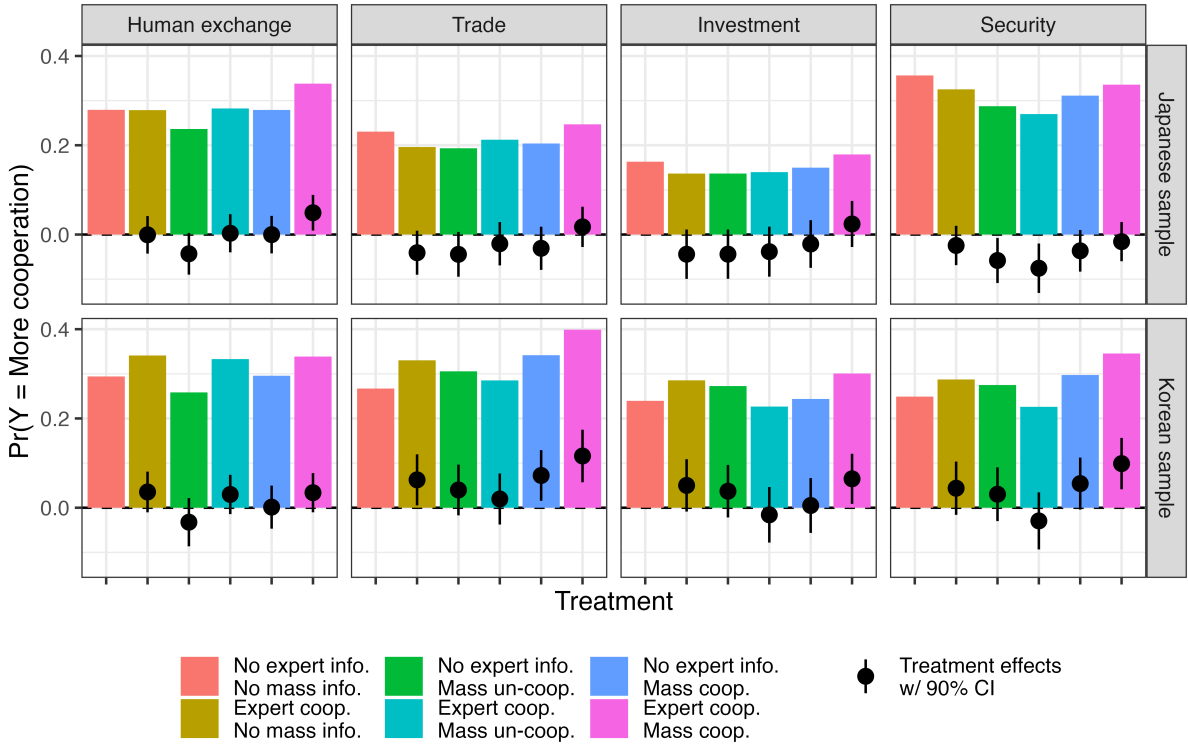 Human exchange
Trade
Investment
Security
Pr(Y = More cooperation)
0.4
0.2
0.0
Japanese sample
0.4
0.2
0.0
Korean sample
Treatment
No expert info.
No mass info.
Expert coop.
No mass info.
No expert info.
Mass un-coop.
Expert coop.
Mass un-coop.
No expert info.
Mass coop.
Expert coop.
Mass coop.
Treatment effects
w/ 90% CI